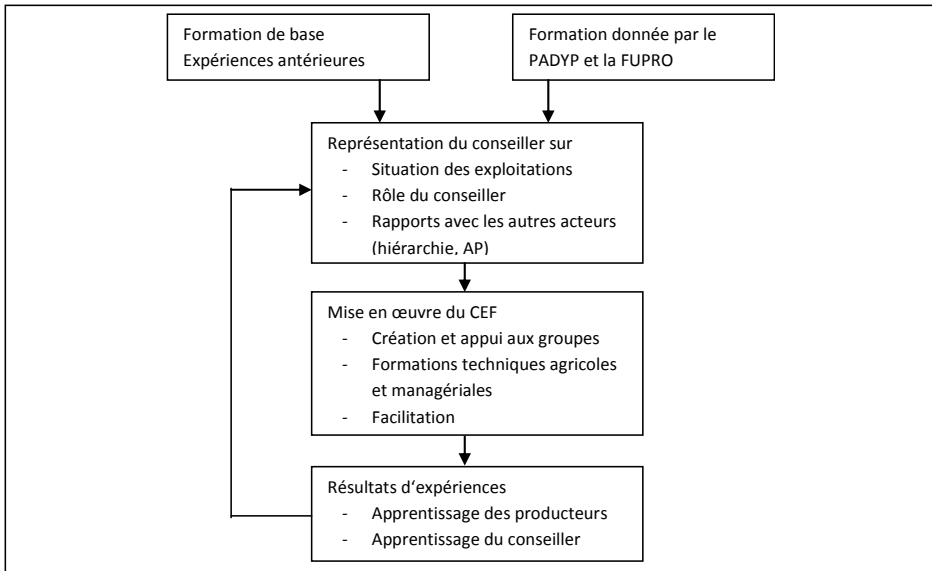 Formation de base
Expériences antérieures
Formation donnée par le
PADYP et la FUPRO
Représentation du conseiller sur
- Situation des exploitations
- Rôle du conseiller
- Rapports avec les autres acteurs
(hiérarchie, AP)
Mise en œuvre du CEF
- Création et appui aux groupes
- Formations techniques agricoles
et managériales
- Facilitation
Résultats d‘expériences
- Apprentissage des producteurs
- Apprentissage du conseiller